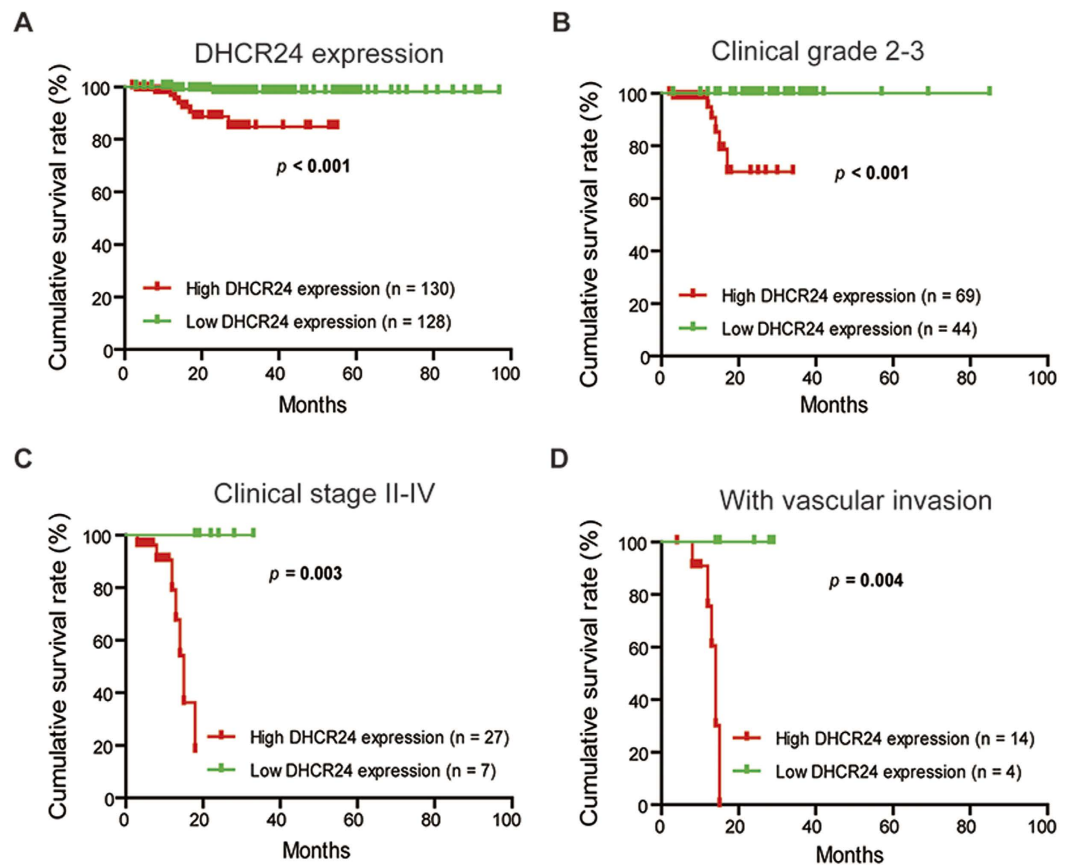 A
DHCR24 expression
Cumulative survival rate (%)
100
80
60
40
20
0
p < 0.001
High DHCR24 expression (n = 130)
Low DHCR24 expression (n = 128)
0 20 40 60 80 100
Months
B
Clinical grade 2-3
Cumulative survival rate (%)
100
80
60
40
20
0
p < 0.001
High DHCR24 expression (n = 69)
Low DHCR24 expression (n = 44)
0 20 40 60 80 100
Months
C
Clinical stage II-IV
Cumulative survival rate (%)
100
80
60
40
20
0
p = 0.003
High DHCR24 expression (n = 27)
Low DHCR24 expression (n = 7)
0 20 40 60 80 100
Months
D
With vascular invasion
Cumulative survival rate (%)
100
80
60
40
20
0
p = 0.004
High DHCR24 expression (n = 14)
Low DHCR24 expression (n = 4)
0 20 40 60 80 100
Months